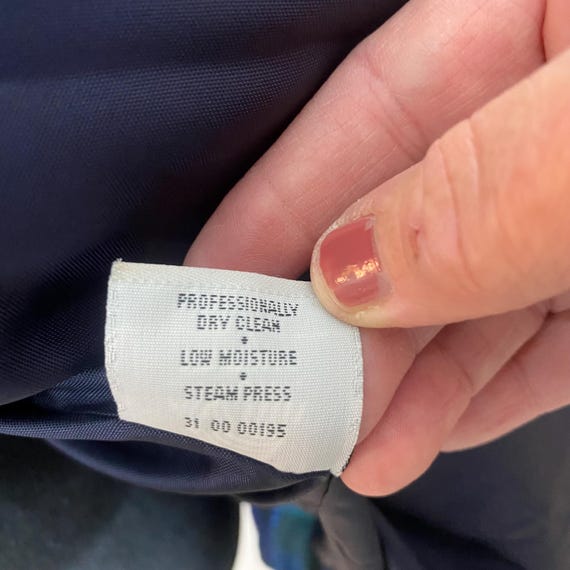 PROFESSIONALLY
DRY CLEAN
•
LOW MOISTURE
•
STEAM PRESS
31 00 00195